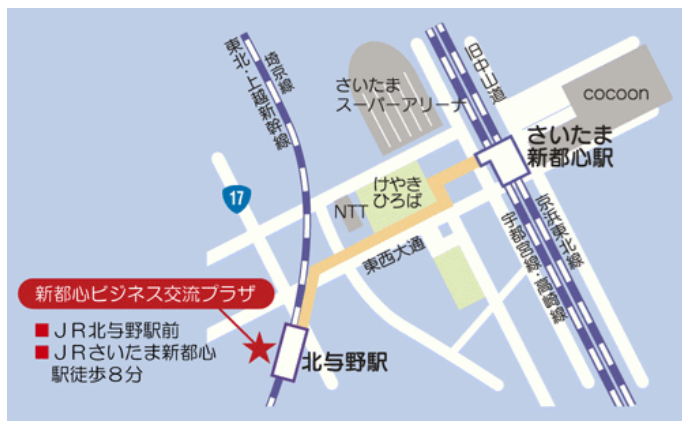 埼京線
東北・上越新幹線
さいたま
スーパーアリーナ
旧中山道
cocoon
さいたま
新都心駅
けやき
ひろば
NTT
17
東西大通
京浜東北線
宇都宮線・高崎線
新都心ビジネス交流プラザ
■ＪＲ北与野駅前
■ＪＲさいたま新都心
駅徒歩８分
北与野駅